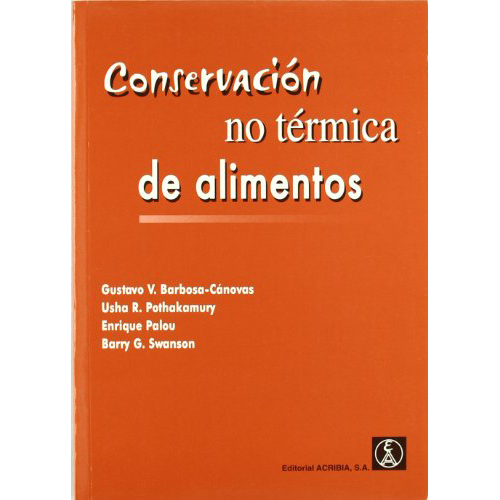 Conservación
no térmica
de alimentos
Gustavo V. Barbosa-Cánovas
Usha R. Pothakamury
Enrique Palou
Barry G. Swanson
Editorial ACRIBIA, S.A.
E
A